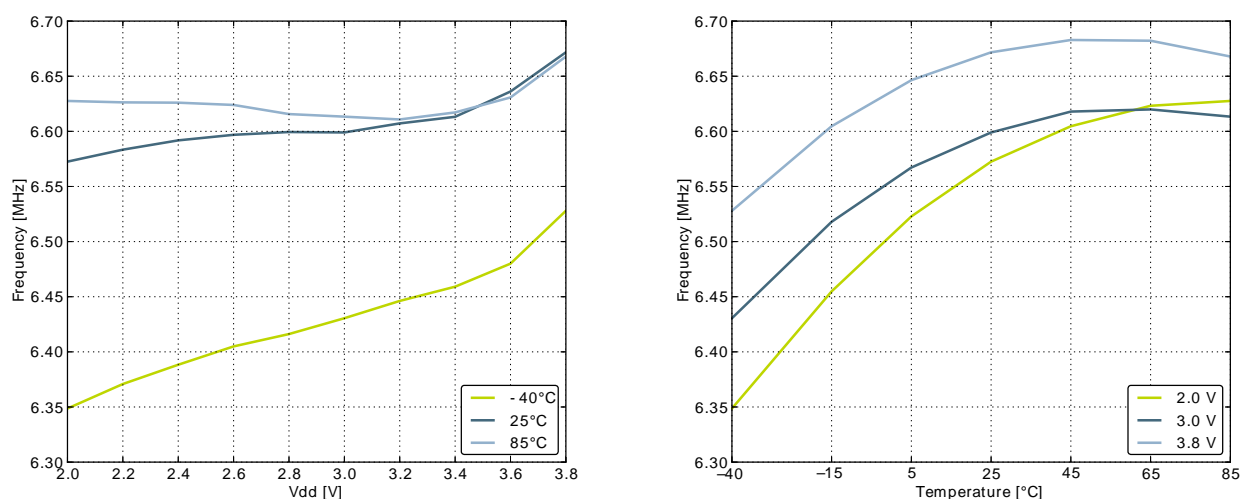 6.70
6.65
6.60
6.55
6.50
6.45
6.40
6.35
6.30
Frequency [MHz]
2.0 2.2 2.4 2.6 2.8 3.0 3.2 3.4 3.6 3.8
Vdd [V]
- 40°C
25°C
85°C
6.70
6.65
6.60
6.55
6.50
6.45
6.40
6.35
6.30
Frequency [MHz]
–40 –15 5 25 45 65 85
Temperature [°C]
2.0 V
3.0 V
3.8 V